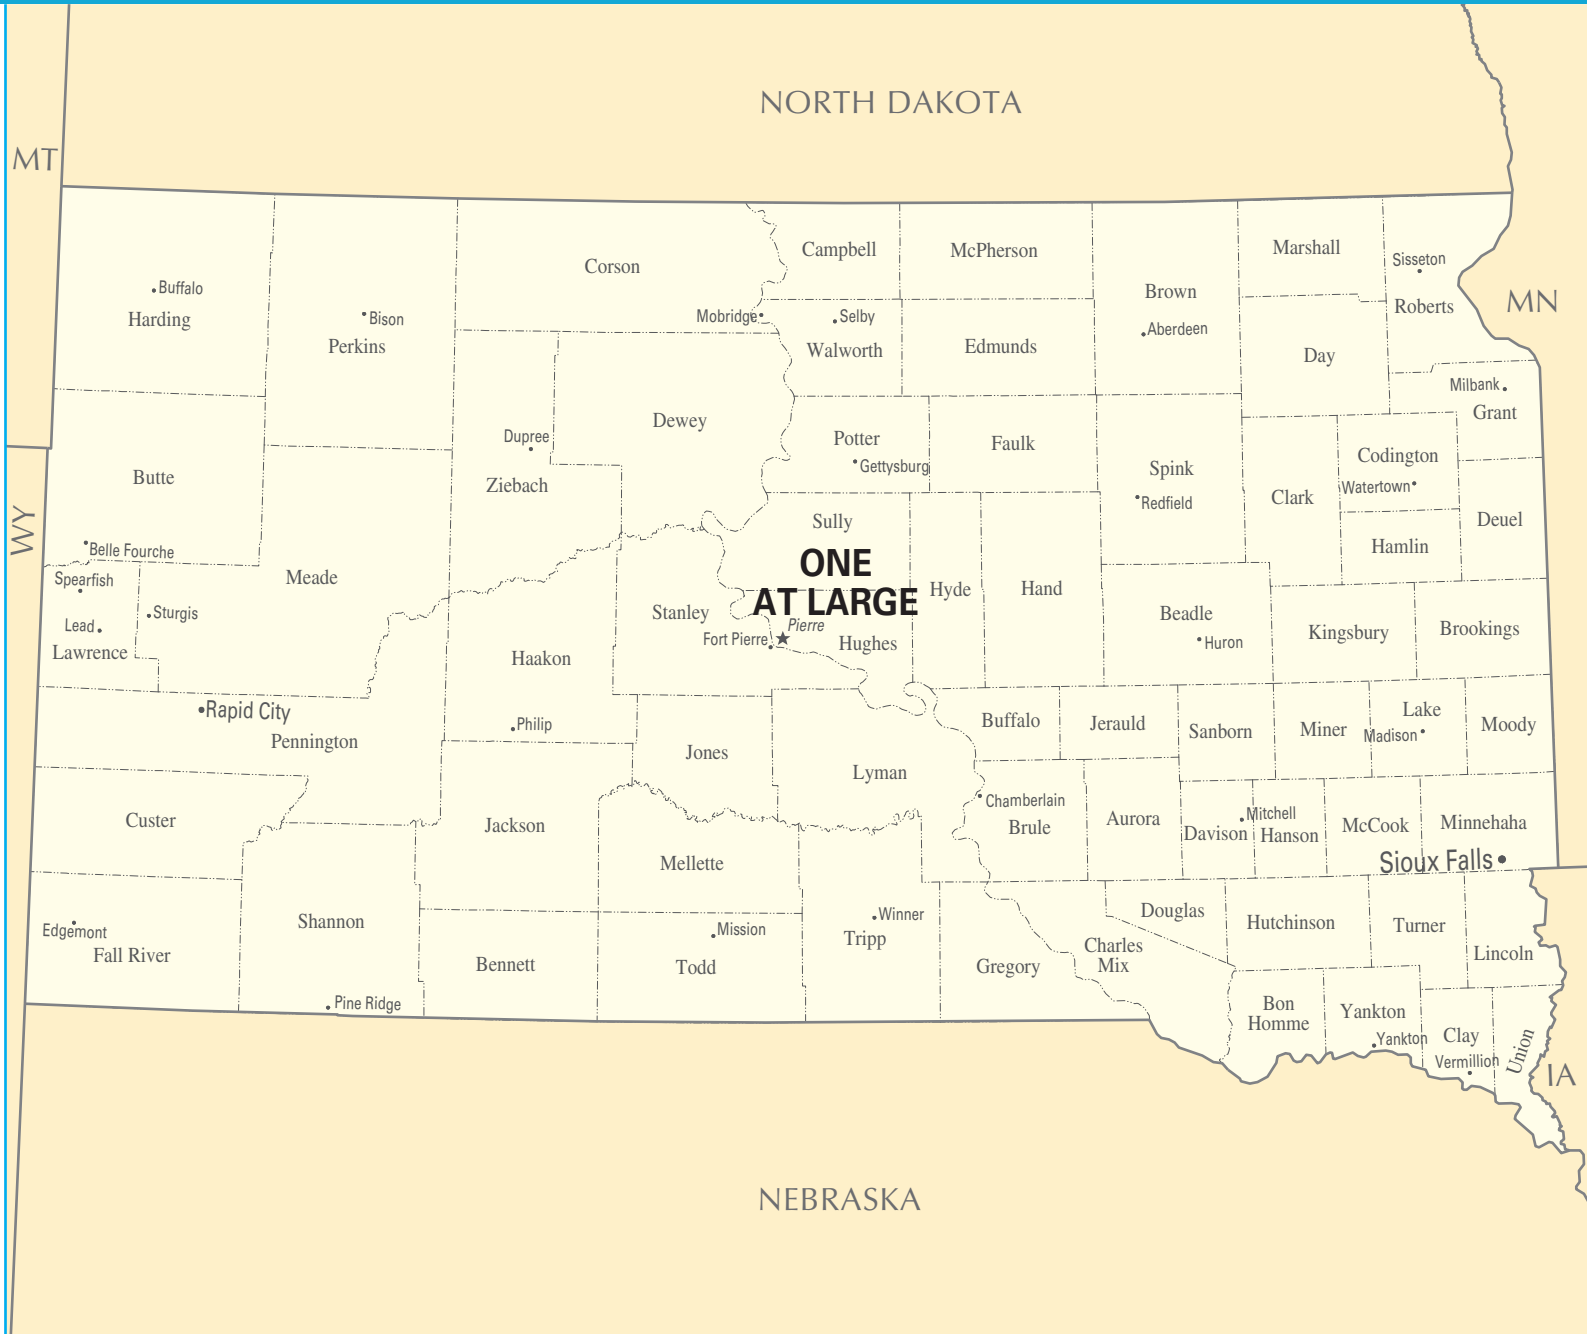 NORTH DAKOTA
MT
Campbell
McPherson
Marshall
Corson
Sisseton
Buffalo
Brown
MN
Roberts
Harding
Bison
Mobridge
Selby
Aberdeen
Perkins
Walworth
Edmunds
Day
Milbank
Grant
Dewey
Dupree
Potter
Faulk
Gettysburg
Codington
Butte
Ziebach
Spink
Watertown
Clark
Redfield
WY
Sully
Deuel
Belle Fourche
Hamlin
ONE
AT LARGE
Spearfish
Meade
Hyde
Hand
Sturgis
Stanley
Beadle
Lead
Pierre
Fort Pierre
Hughes
Huron
Kingsbury
Brookings
Lawrence
Haakon
Rapid City
Pennington
Philip
Jones
Buffalo
Jerauld
Sanborn
Miner
Lake
Madison
Moody
Lyman
Chamberlain
Brule
Custer
Jackson
Aurora
Davison
Mitchell
Hanson
McCook
Minnehaha
Sioux Falls
Mellette
Shannon
Edgemont
Fall River
Mission
Winner
Tripp
Douglas
Hutchinson
Turner
Lincoln
Charles
Mix
Bennett
Todd
Gregory
Pine Ridge
Bon
Homme
Yankton
Yankton
Clay
Vermillion
Union
IA
NEBRASKA